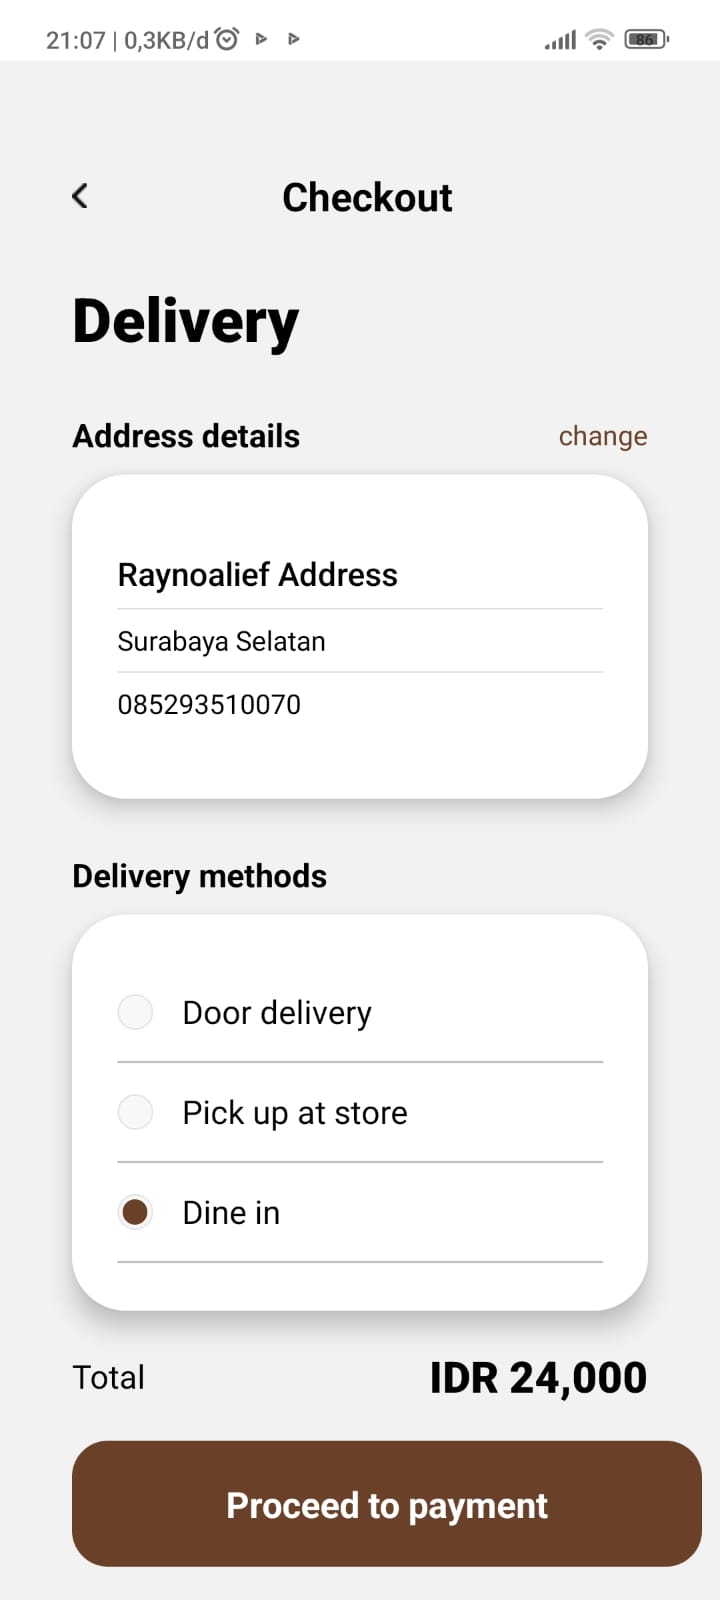 21:07 | 0,3KB/d
86
Checkout
Delivery
Address details
change
Raynoalief Address
Surabaya Selatan
085293510070
Delivery methods
Door delivery
Pick up at store
Dine in
Total
IDR 24,000
Proceed to payment